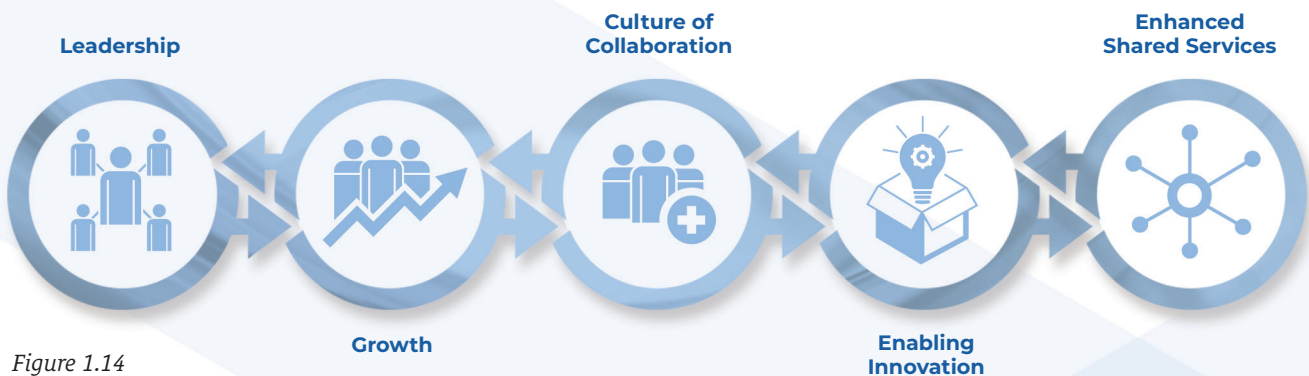 Leadership
Growth
Culture of
Collaboration
Enabling
Innovation
Enhanced
Shared Services
Figure 1.14